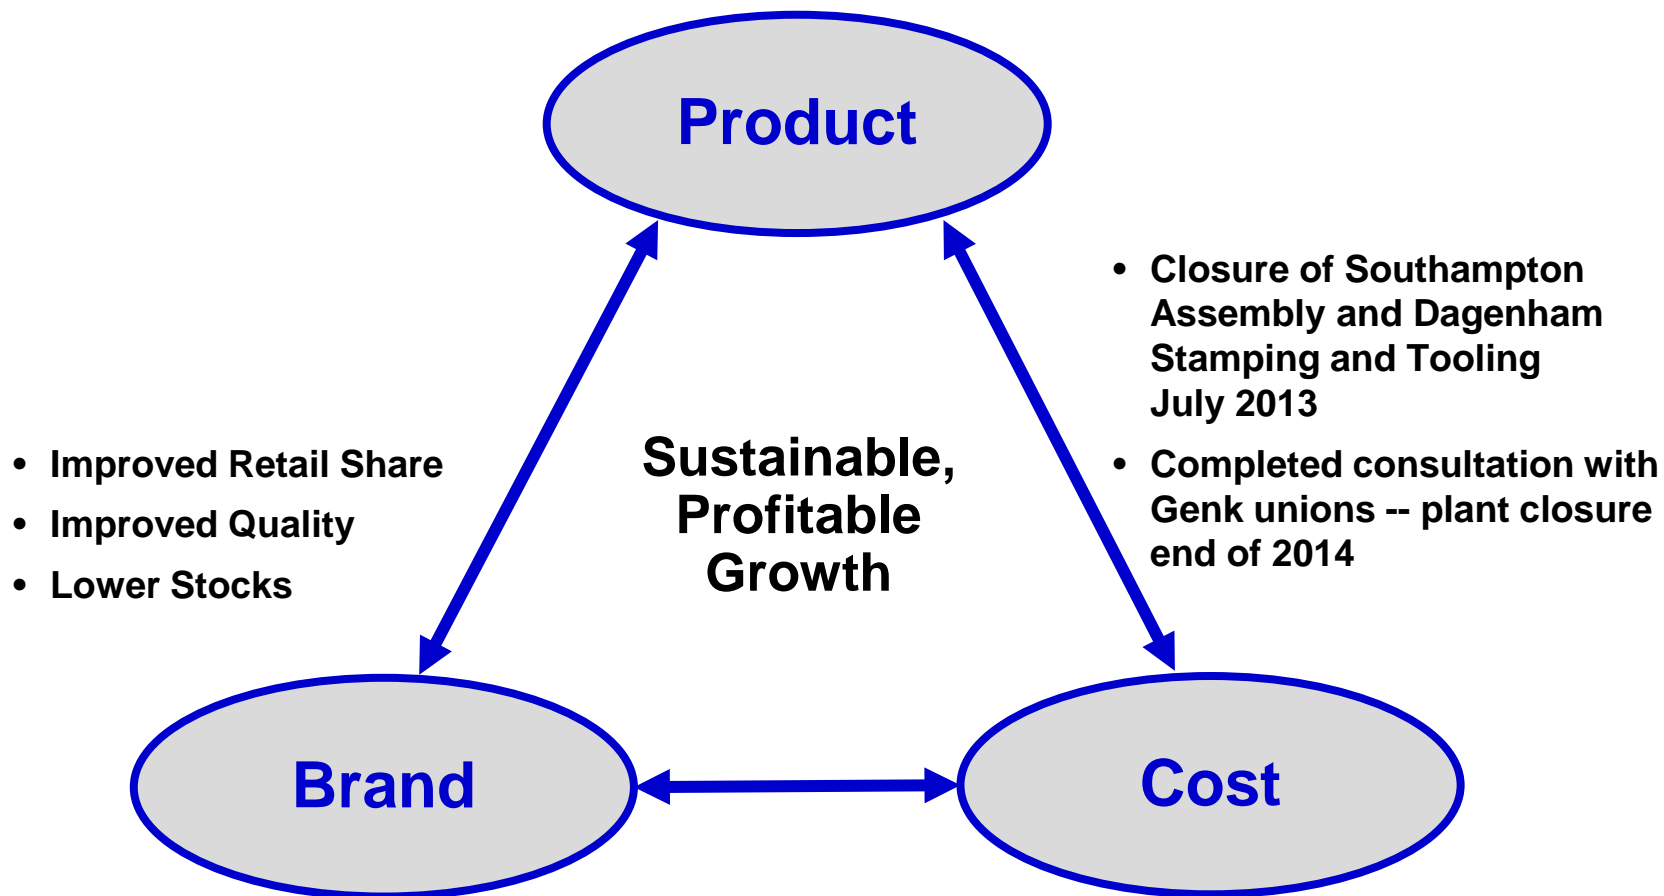 Product
• Closure of Southampton
Assembly and Dagenham
Stamping and Tooling
July 2013
• Completed consultation with
Genk unions -- plant closure
end of 2014
Sustainable,
Profitable
Growth
• Improved Retail Share
• Improved Quality
• Lower Stocks
Brand
Cost